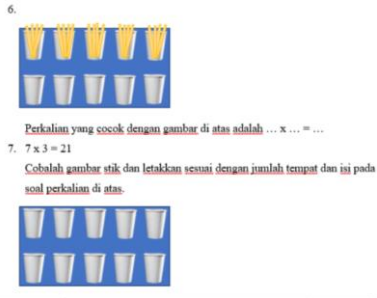 6.
Perkalian yang cocok dengan gambar di atas adalah … x … = …
7. 7 x 3 = 21
Cobalah gambar stik dan letakkan sesuai dengan jumlah tempat dan isi pada
soal perkalian di atas.